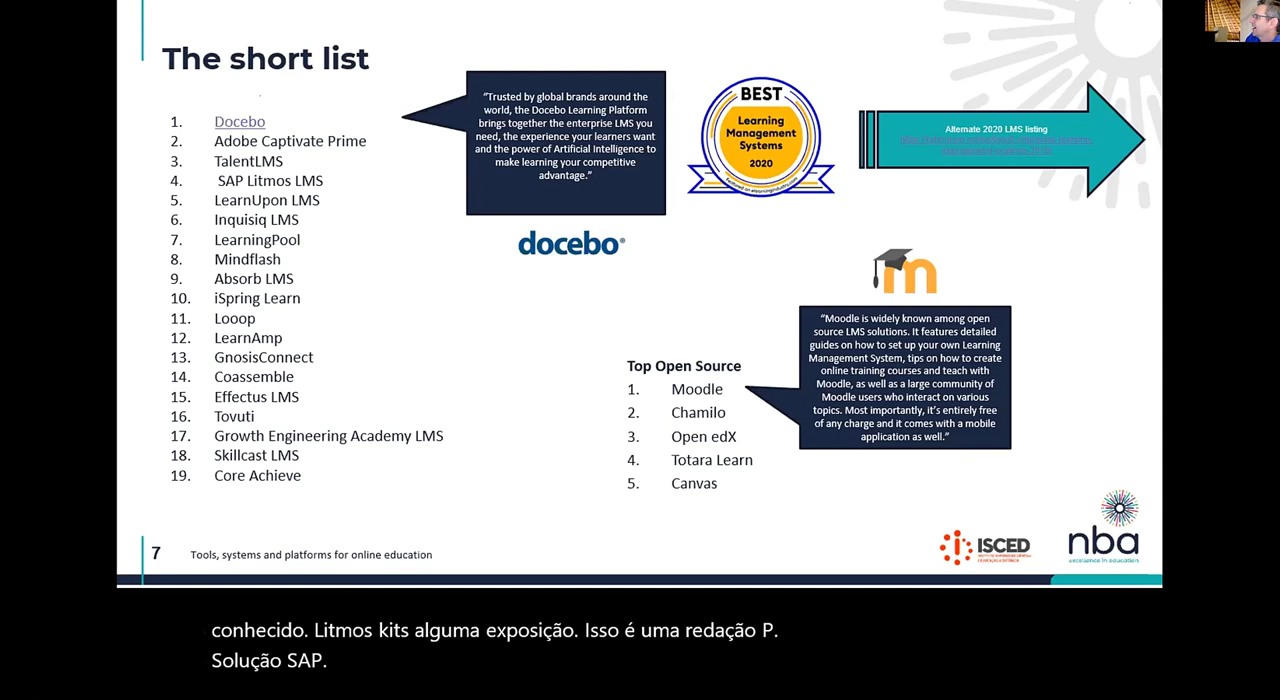 The short list
1. Docebo
2. Adobe Captivate Prime
3. TalentLMS
4. SAP Litmos LMS
5. LearnUpon LMS
6. Inquisiq LMS
7. LearningPool
8. Mindflash
9. Absorb LMS
10. iSpring Learn
11. Looop
12. LearnAmp
13. GnosisConnect
14. Coassemble
15. Effectus LMS
16. Tovuti
17. Growth Engineering Academy LMS
18. Skillcast LMS
19. Core Achieve
“Trusted by global brands around the
world, the Docebo Learning Platform
brings together the enterprise LMS you
need, the experience your learners want
and the power of Artificial Intelligence to
make learning your competitive
advantage.”
docebo®
BEST
Learning
Management
Systems
2020
Featured on elearningindustry.com
Alternate 2020 LMS listing
m
Top Open Source
1. Moodle
2. Chamilo
3. Open edX
4. Totara Learn
5. Canvas
“Moodle is widely known among open
source LMS solutions. It features detailed
guides on how to set up your own Learning
Management System, tips on how to create
online training courses and teach with
Moodle, as well as a large community of
Moodle users who interact on various
topics. Most importantly, it’s entirely free
of any charge and it comes with a mobile
application as well.”
7
Tools, systems and platforms for online education
ISCED
nba
excellence in education
conhecido. Litmos kits alguma exposição. Isso é uma redação P.
Solução SAP.